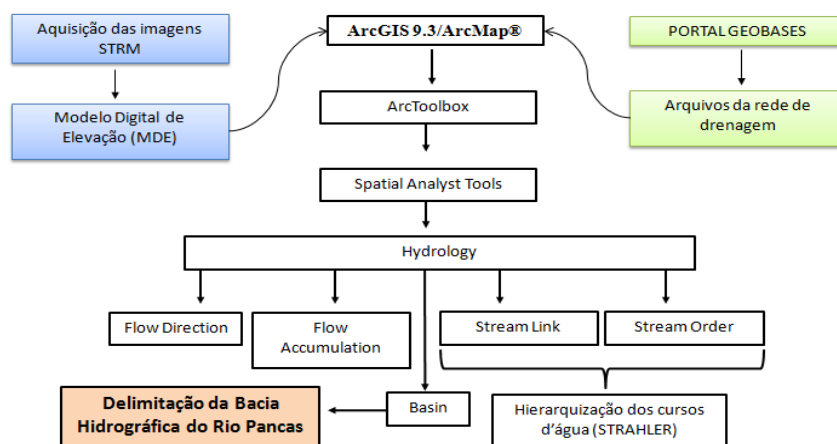 Aquisição das imagens
STRM
ArcGIS 9.3/ArcMap®
PORTAL GEOBASES
Modelo Digital de
Elevação (MDE)
ArcToolbox
Arquivos da rede de
drenagem
Spatial Analyst Tools
Hydrology
Flow Direction
Flow
Accumulation
Stream Link
Stream Order
Delimitação da Bacia
Hidrográfica do Rio Pancas
Basin
Hierarquização dos cursos
d'água (STRAHLER)